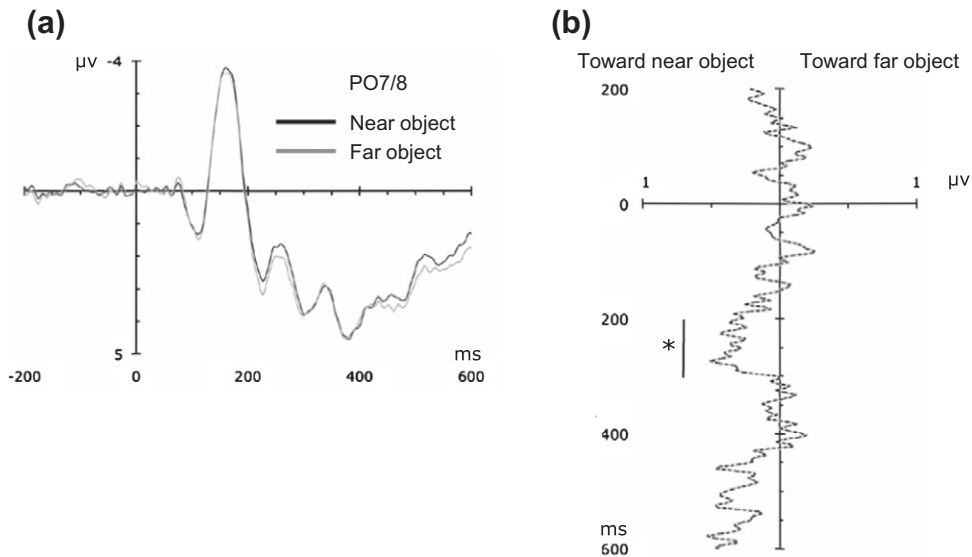 (a)
μv
-4
PO7/8
Near object
Far object
5
ms
-200 0 200 400 600
(b)
Toward near object Toward far object
200
1 1 μv
0
200
*
400
ms
600